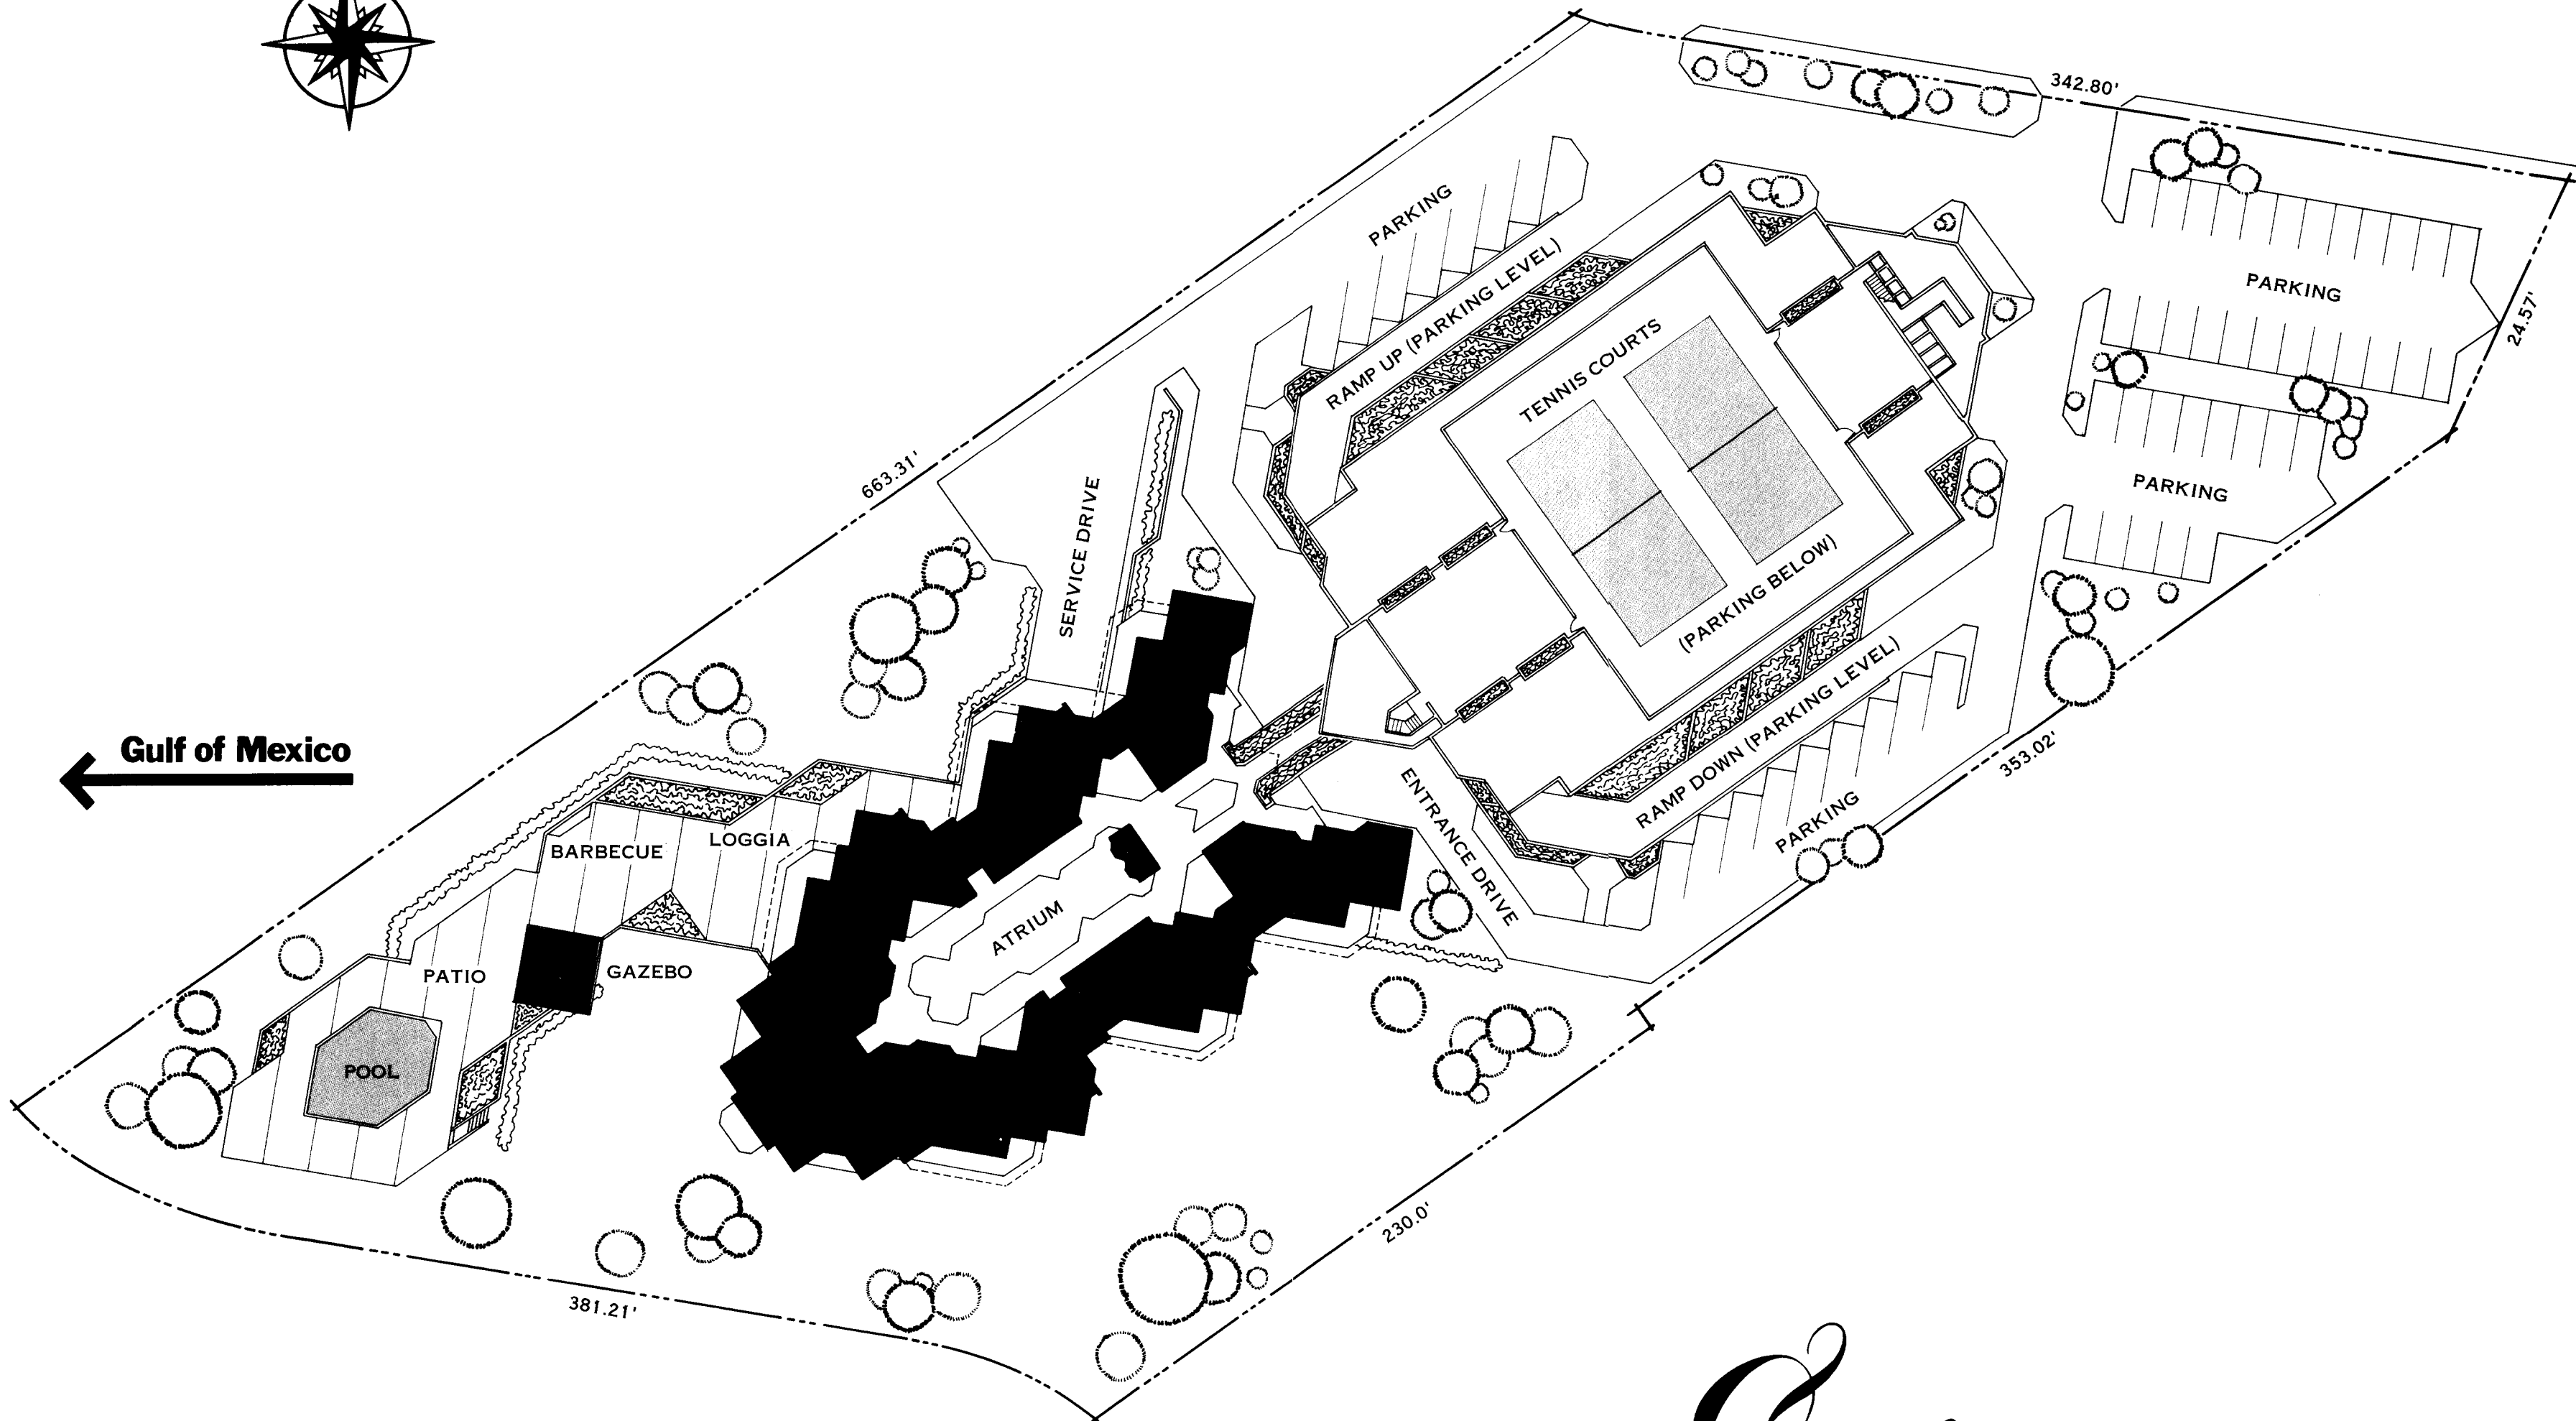 342.80'
PARKING
RAMP UP (PARKING LEVEL)
PARKING
24.57'
TENNIS COURTS
663.31'
PARKING
SERVICE DRIVE
(PARKING BELOW)
RAMP DOWN (PARKING LEVEL)
Gulf of Mexico
353.02'
ENTRANCE DRIVE
PARKING
LOGGIA
BARBECUE
ATRIUM
PATIO
GAZEBO
POOL
230.0'
381.21'